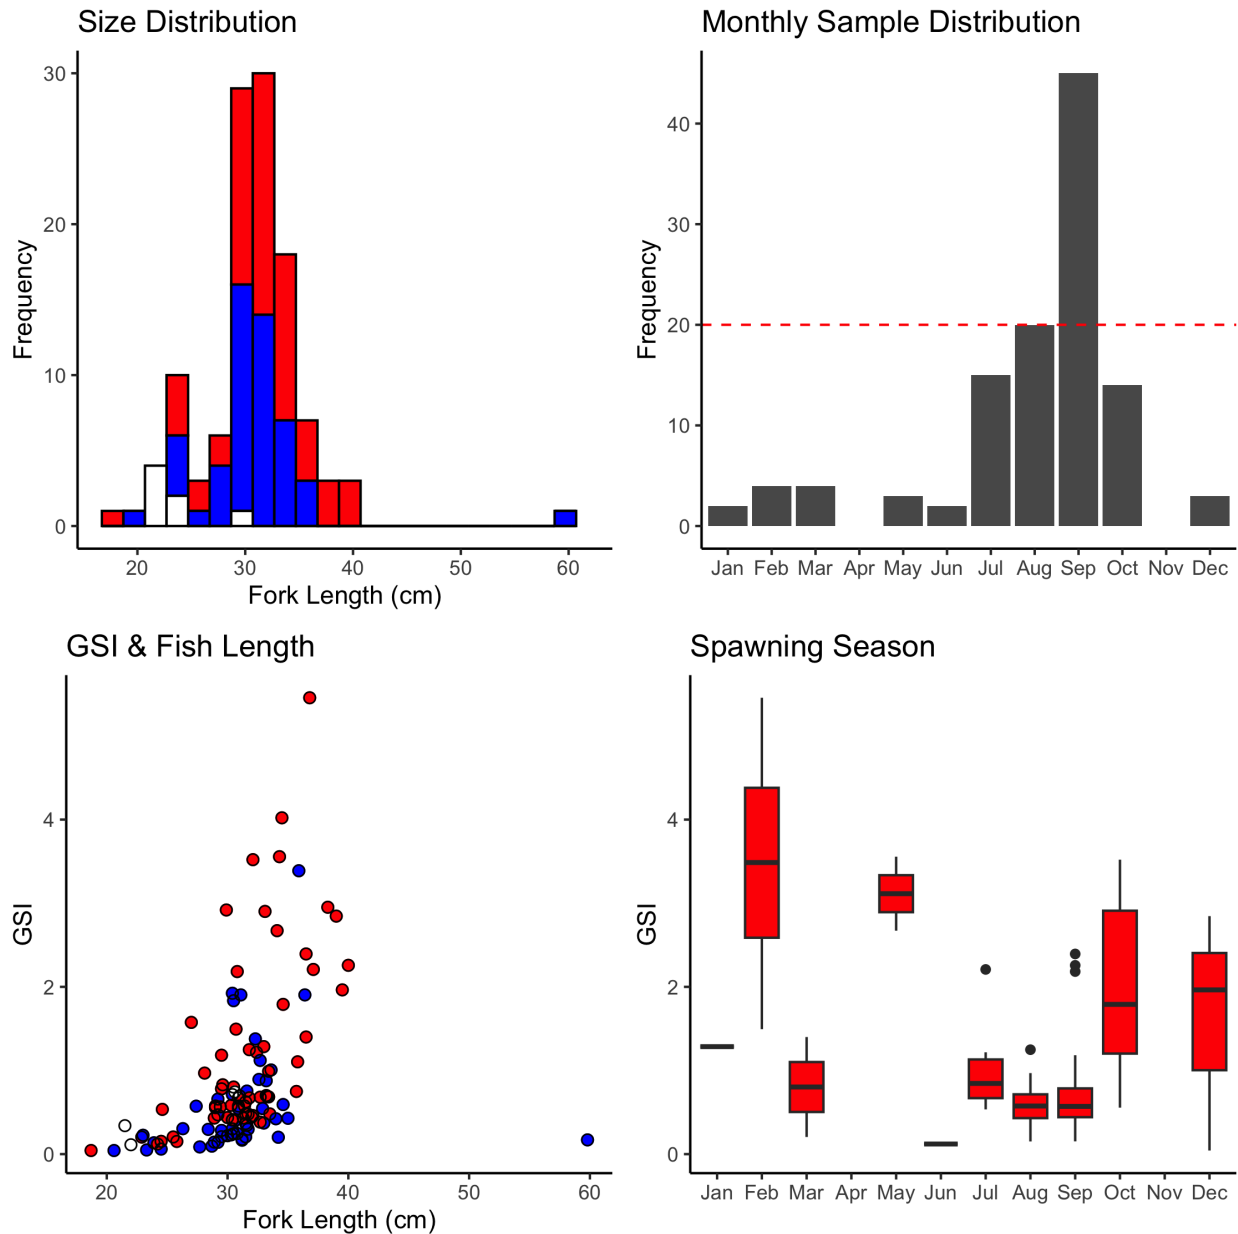 Size Distribution
Frequency
30
20
10
0
20 30 40 50 60
Fork Length (cm)
Monthly Sample Distribution
Frequency
40
30
20
10
0
Jan Feb Mar Apr May Jun Jul Aug Sep Oct Nov Dec
GSI & Fish Length
GSI
4
2
0
20 30 40 50 60
Fork Length (cm)
Spawning Season
GSI
4
2
0
Jan Feb Mar Apr May Jun Jul Aug Sep Oct Nov Dec